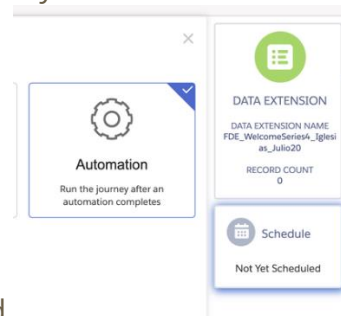 Automation
Run the journey after an
automation completes
DATA EXTENSION
DATA EXTENSION NAME
FDE_WelcomeSeries4_Iglesi
as_Julio20
RECORD COUNT
0
Schedule
Not Yet Scheduled